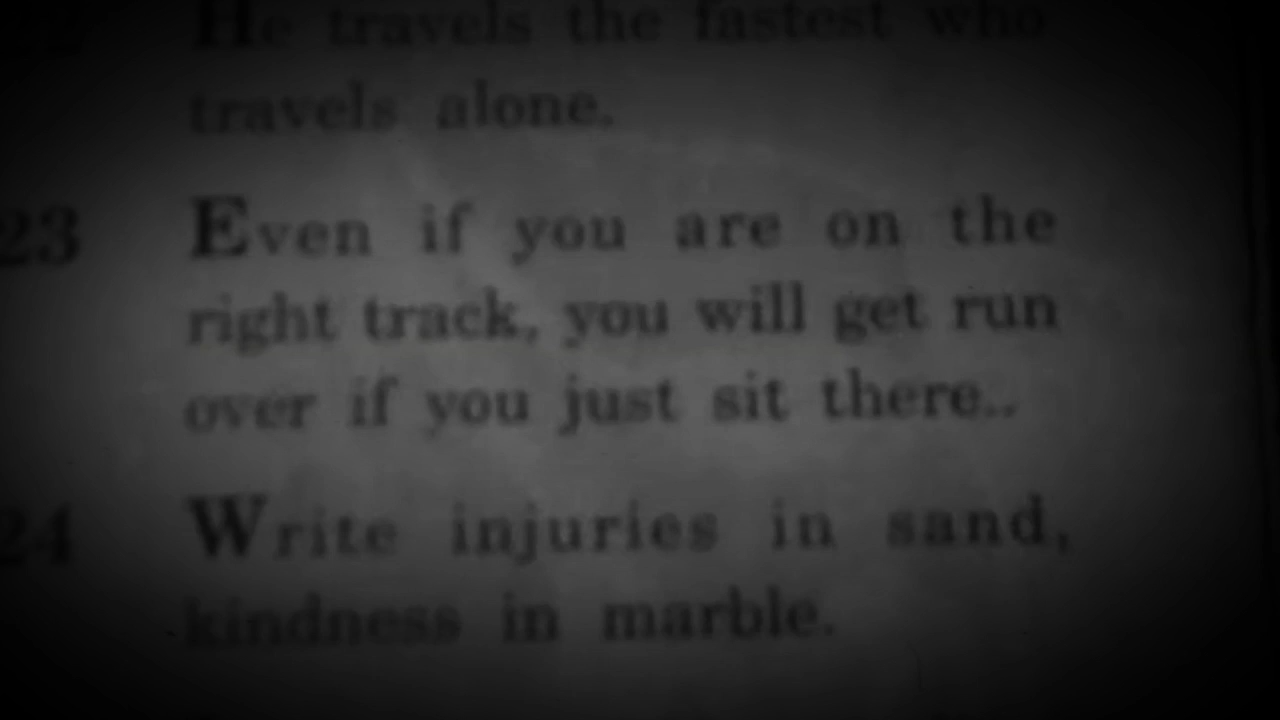 22 He travels the fastest who
travels alone.
23 Even if you are on the
right track, you will get run
over if you just sit there..
24 Write injuries in sand,
kindness in marble.